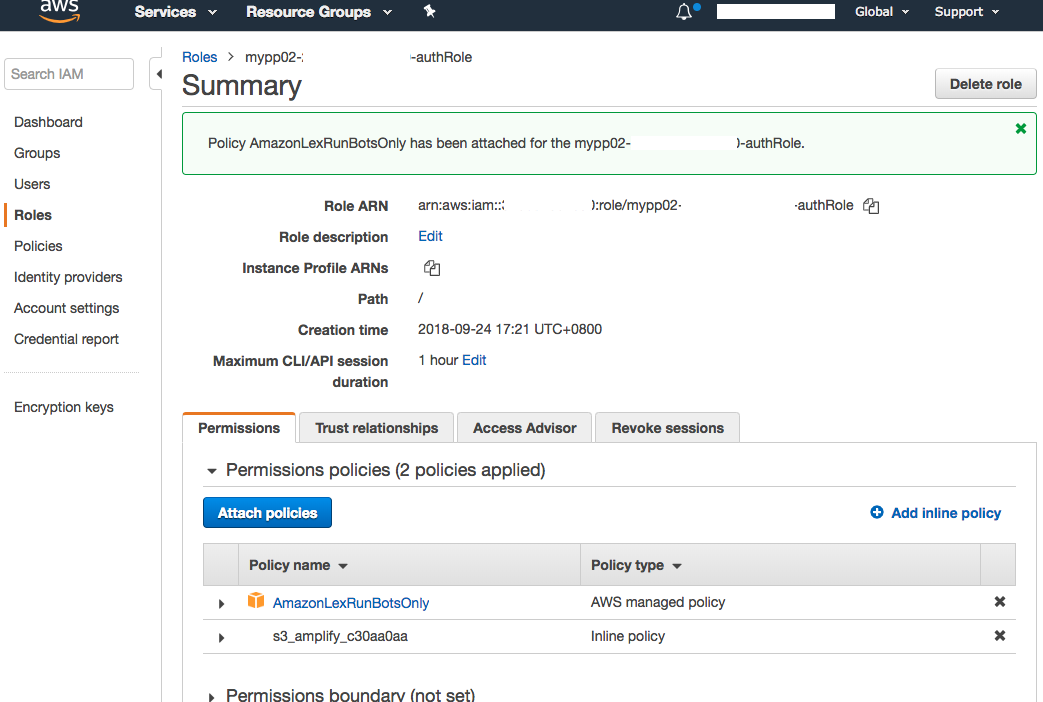 aws
Services
Resource Groups
Global
Support
Search IAM
Dashboard
Groups
Users
Roles
Policies
Identity providers
Account settings
Credential report
Encryption keys
Roles > mypp02- -authRole
Summary
Delete role
Policy AmazonLexRunBotsOnly has been attached for the mypp02- -authRole.
Role ARN arn:aws:iam:: :role/mypp02- -authRole
Role description Edit
Instance Profile ARNs
Path /
Creation time 2018-09-24 17:21 UTC+0800
Maximum CLI/API session
duration
1 hour Edit
Permissions
Trust relationships
Access Advisor
Revoke sessions
Permissions policies (2 policies applied)
Attach policies
Add inline policy
Policy name Policy type
AmazonLexRunBotsOnly AWS managed policy
s3_amplify_c30aa0aa Inline policy
Permissions boundary (not set)